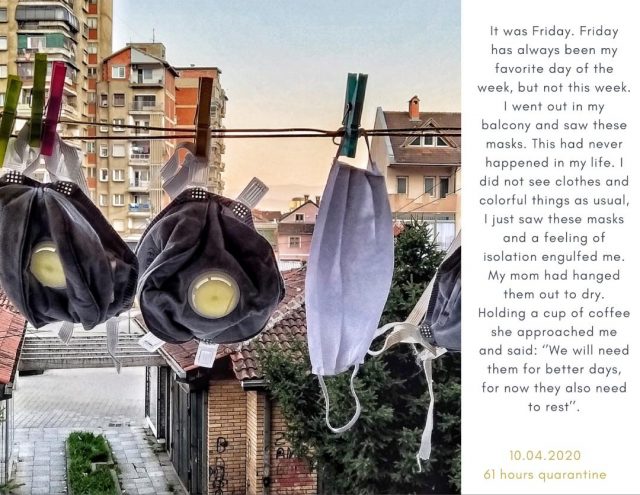 It was Friday. Friday
has always been my
favorite day of the
week, but not this week.
I went out in my
balcony and saw these
masks. This had never
happened in my life. I
did not see clothes and
colorful things as usual,
I just saw these masks
and a feeling of
isolation engulfed me.
My mom had hanged
them out to dry.
Holding a cup of coffee
she approached me
and said: ‘‘We will need
them for better days,
for now they also need
to rest’’.
10.04.2020
61 hours quarantine